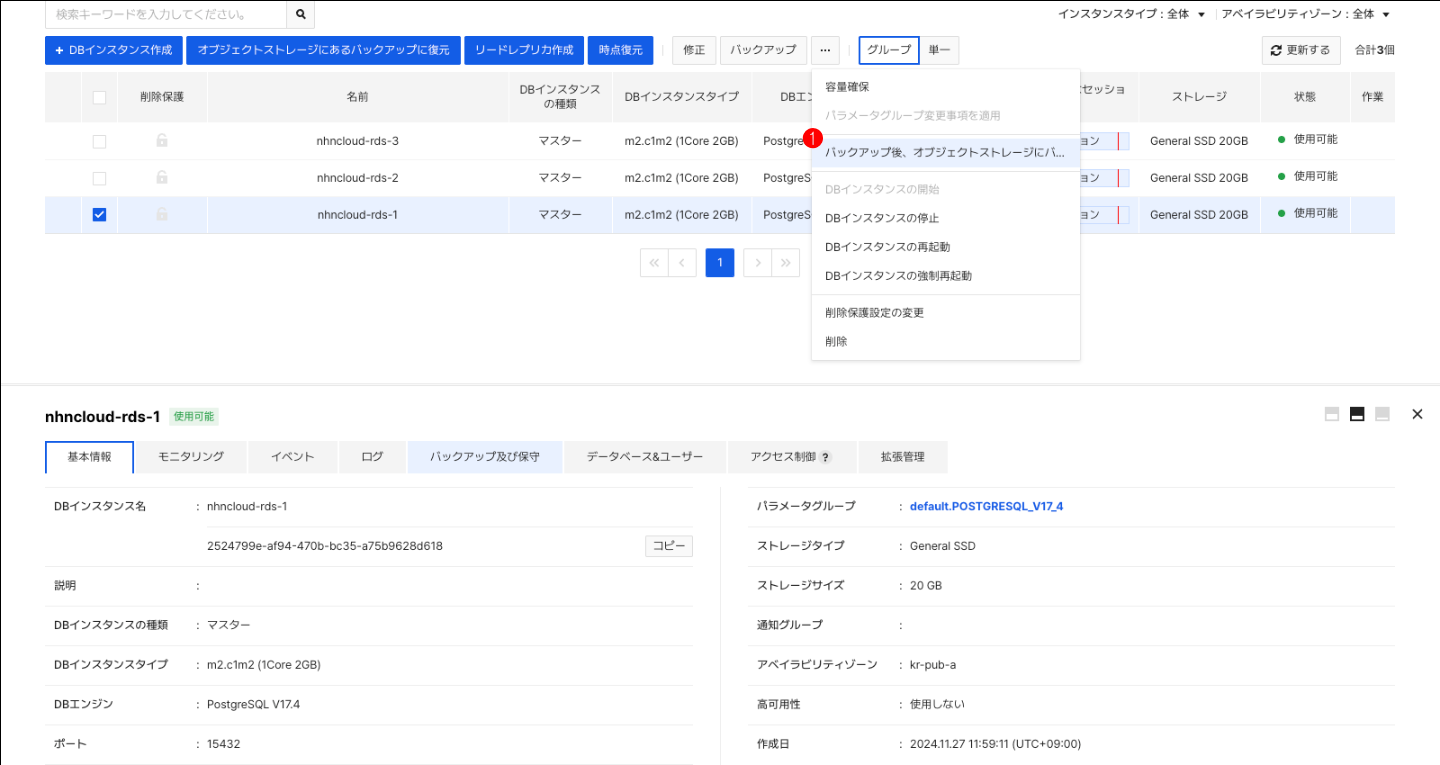 検索キーワードを入力してください。
インスタンスタイプ : 全体 ▼ アベイラビリティゾーン : 全体 ▼
+ DBインスタンス作成 オブジェクトストレージにあるバックアップに復元 リードレプリカ作成 時点復元 修正 バックアップ ... グループ 単一 更新する 合計3個
削除保護 名前 DBインスタンスの種類 DBインスタンスタイプ DBエン セッショ ストレージ 状態 作業
nhncloud-rds-3 マスター m2.c1m2 (1Core 2GB) Postgre ョン General SSD 20GB 使用可能
nhncloud-rds-2 マスター m2.c1m2 (1Core 2GB) PostgreS ョン General SSD 20GB 使用可能
nhncloud-rds-1 マスター m2.c1m2 (1Core 2GB) PostgreS ョン General SSD 20GB 使用可能
容量確保
パラメータグループ変更事項を適用
1
バックアップ後、オブジェクトストレージにバ...
DBインスタンスの開始
DBインスタンスの停止
DBインスタンスの再起動
DBインスタンスの強制再起動
削除保護設定の変更
削除
« ‹ 1 › »
nhncloud-rds-1 使用可能
基本情報 モニタリング イベント ログ バックアップ及び保守 データベース&ユーザー アクセス制御 ? 拡張管理
DBインスタンス名 : nhncloud-rds-1
2524799e-af94-470b-bc35-a75b9628d618 コピー
説明 :
DBインスタンスの種類 : マスター
DBインスタンスタイプ : m2.c1m2 (1Core 2GB)
DBエンジン : PostgreSQL V17.4
ポート : 15432
パラメータグループ : default.POSTGRESQL_V17_4
ストレージタイプ : General SSD
ストレージサイズ : 20 GB
通知グループ :
アベイラビリティゾーン : kr-pub-a
高可用性 : 使用しない
作成日 : 2024.11.27 11:59:11 (UTC+09:00)